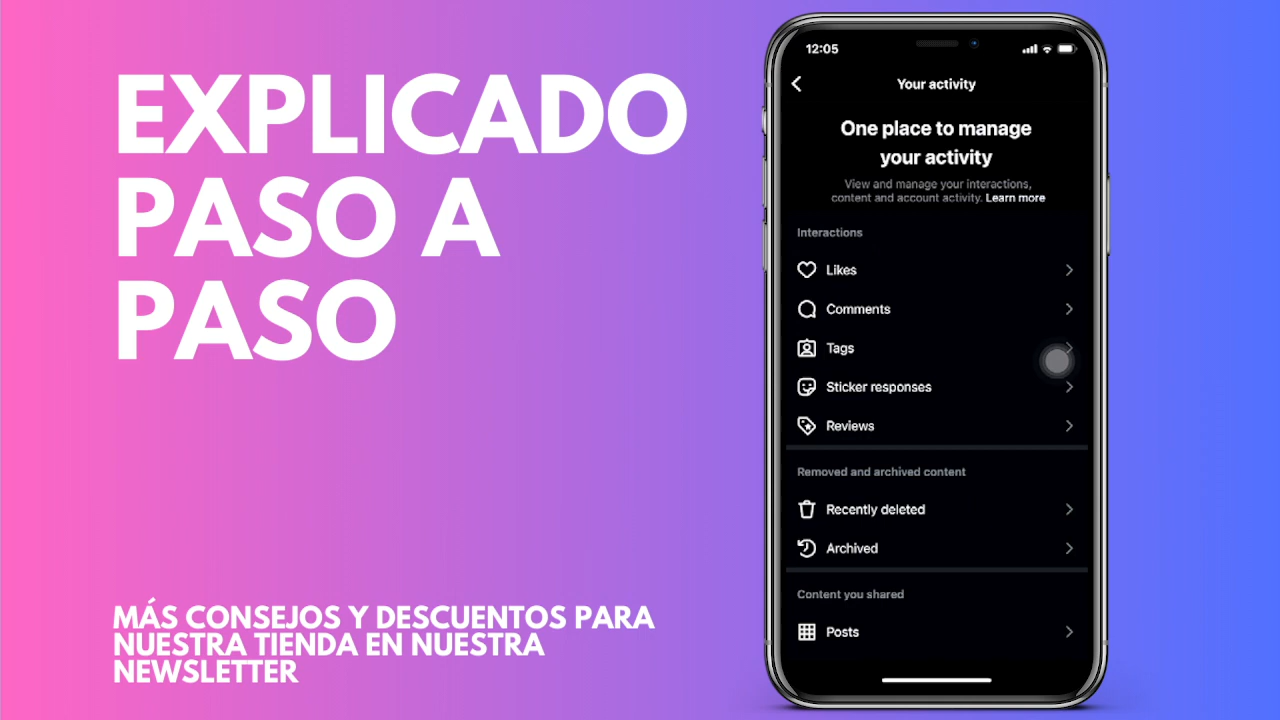 EXPLICADO
PASO A
PASO
MÁS CONSEJOS Y DESCUENTOS PARA
NUESTRA TIENDA EN NUESTRA
NEWSLETTER
12:05
Your activity
One place to manage
your activity
View and manage your interactions,
content and account activity. Learn more
Interactions
Likes
Comments
Tags
Sticker responses
Reviews
Removed and archived content
Recently deleted
Archived
Content you shared
Posts